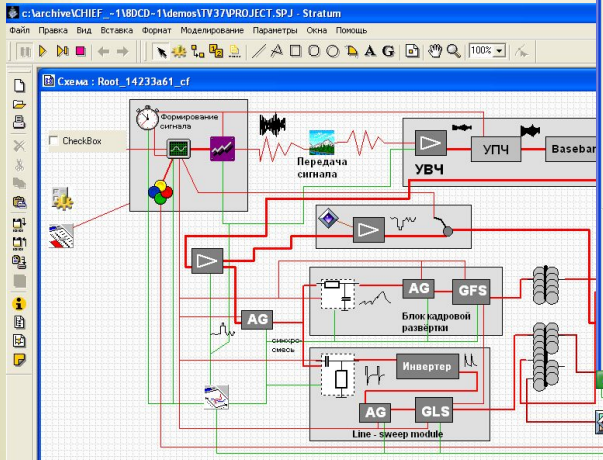 c:\archive\CHIEF_~1\8DCD~1\demos\TV37\PROJECT.SPJ - Stratum
Файл Правка Вид Вставка Формат Моделирование Параметры Окна Помощь
A G 100%
Схема : Root_14233a61_cf
Формирование
сигнала
CheckBox
Передача
сигнала
УВЧ
УПЧ
Basebar
AG
GFS
Блок кадровой
развёртки
AG
синхро-
смесь
Инвертер
AG
GLS
Line - sweep module